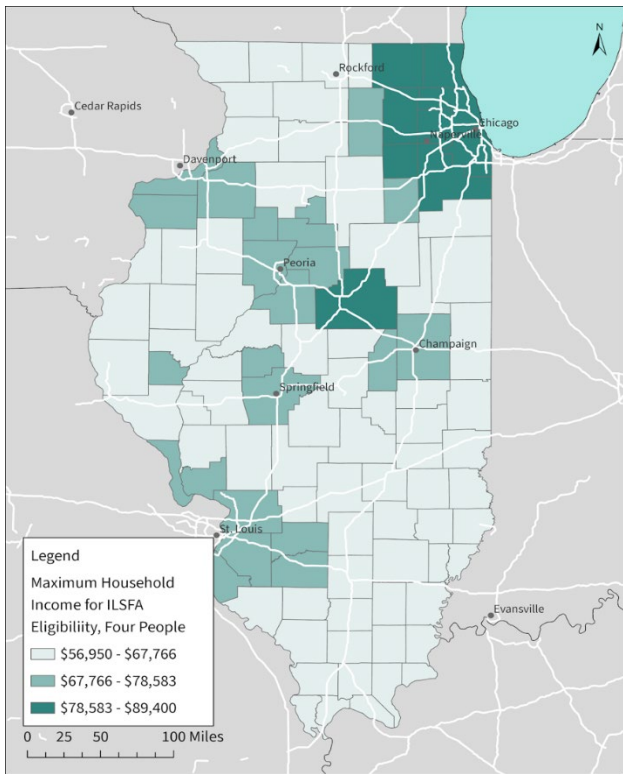 N
Rockford
Cedar Rapids
Chicago
Naperville
Davenport
Peoria
Champaign
Springfield
St. Louis
Evansville
Legend
Maximum Household
Income for ILSFA
Eligibiliity, Four People
$56,950 - $67,766
$67,766 - $78,583
$78,583 - $89,400
0 25 50 100 Miles